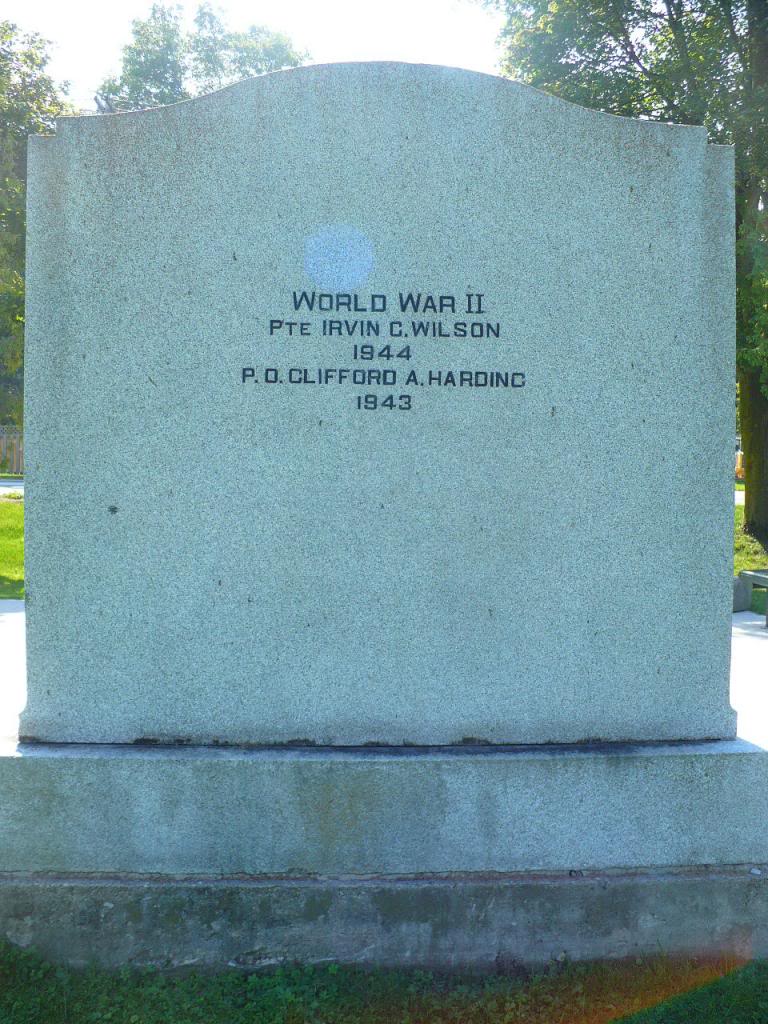 WORLD WAR II
PTE IRVIN C. WILSON
1944
P. O. CLIFFORD A. HARDING
1943